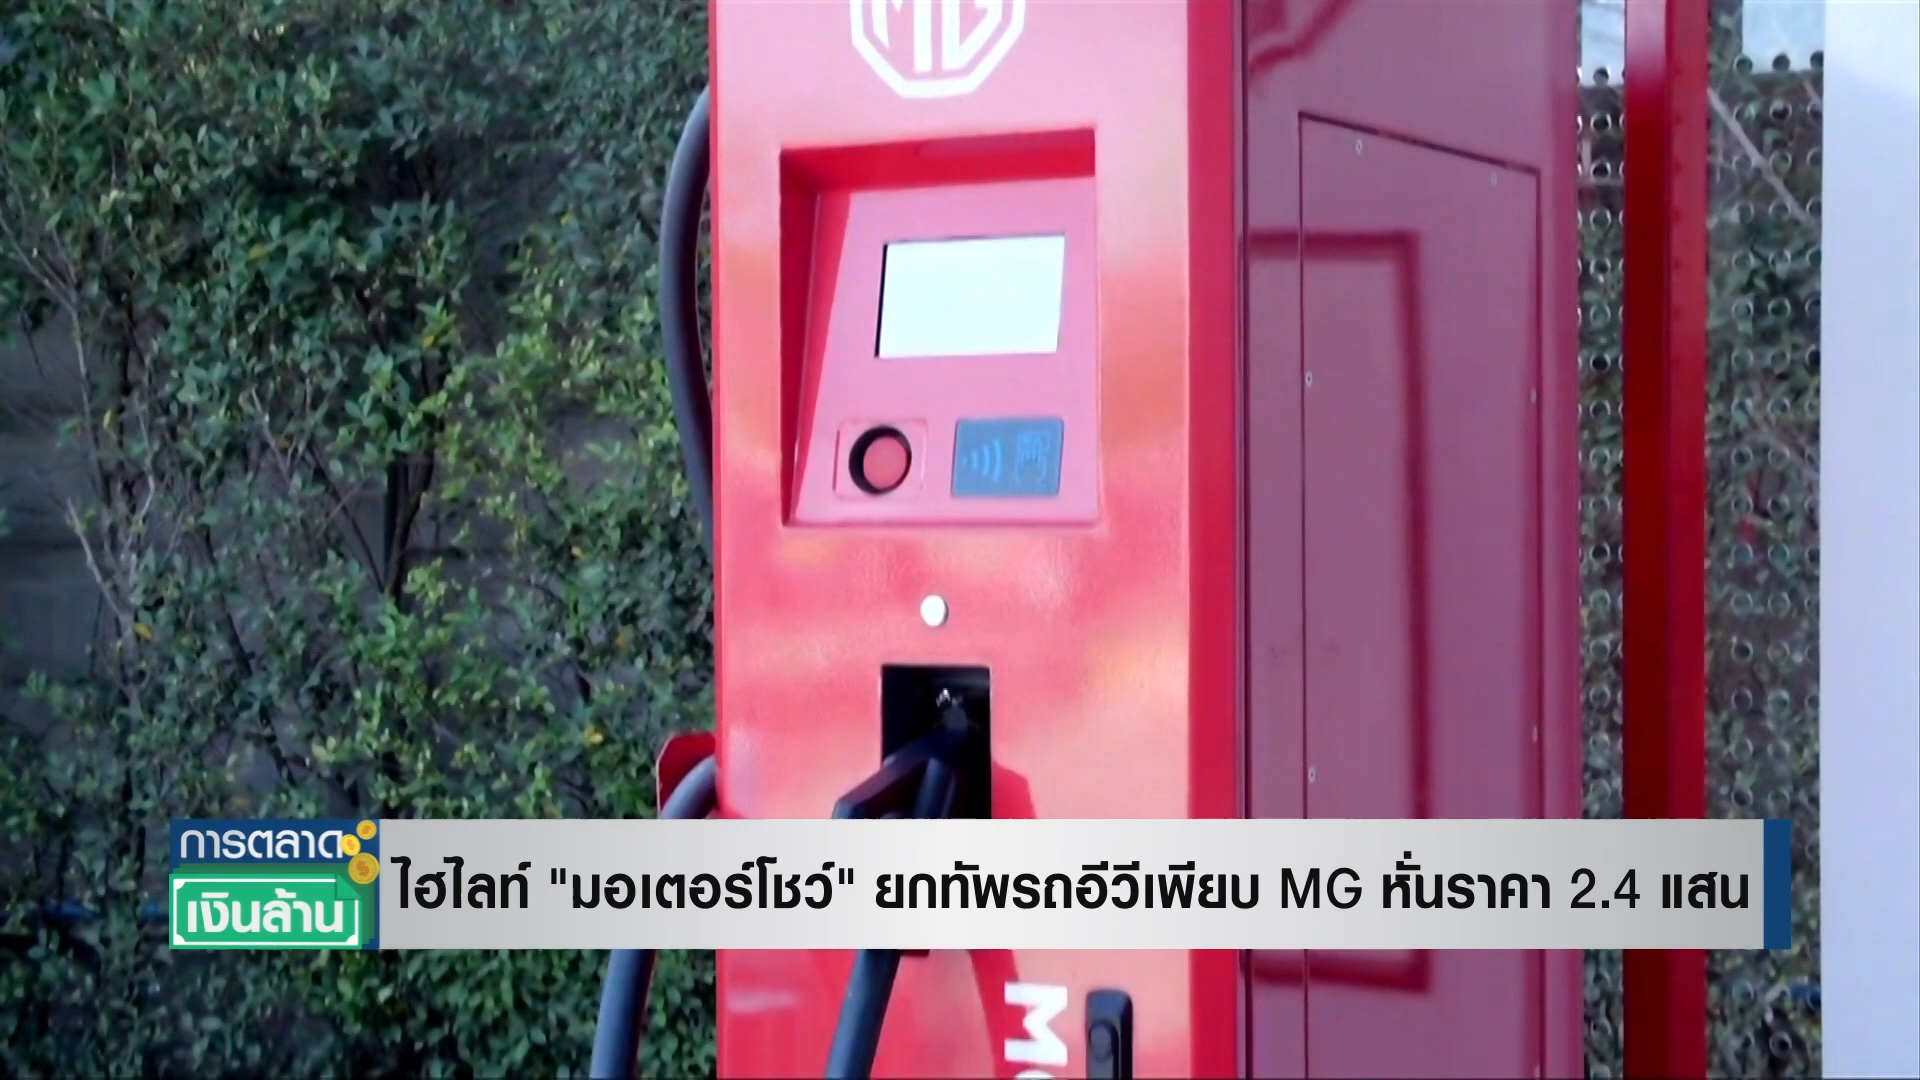 MG
การตลาด
เงินล้าน
ไฮไลท์ "มอเตอร์โชว์" ยกทัพรถอีวีเพียบ MG หั่นราคา 2.4 แสน